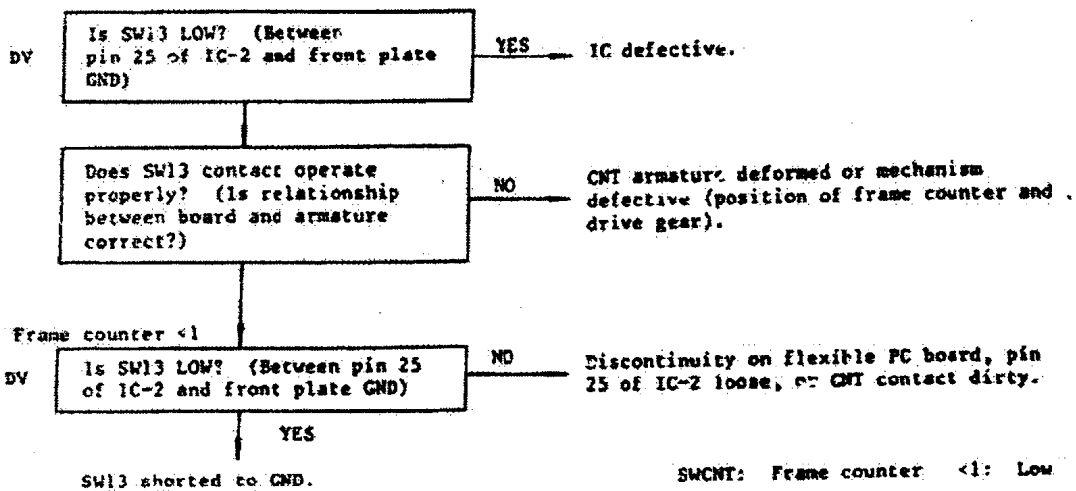 Is SW13 LOW? (Between
DV
pin 25 of IC-2 and front plate
GND)
YES
IC defective.
Does SW13 contact operate
properly? (Is relationship
between board and armature
correct?)
NO
CNT armature deformed or mechanism
defective (position of frame counter and
drive gear).
Frame counter <1
DV
Is SW13 LOW? (Between pin 25
of IC-2 and front plate GND)
NO
Discontinuity on flexible PC board, pin
25 of IC-2 loose, or CNT contact dirty.
YES
SW13 shorted to GND.
SWCNT: Frame counter <1: Low